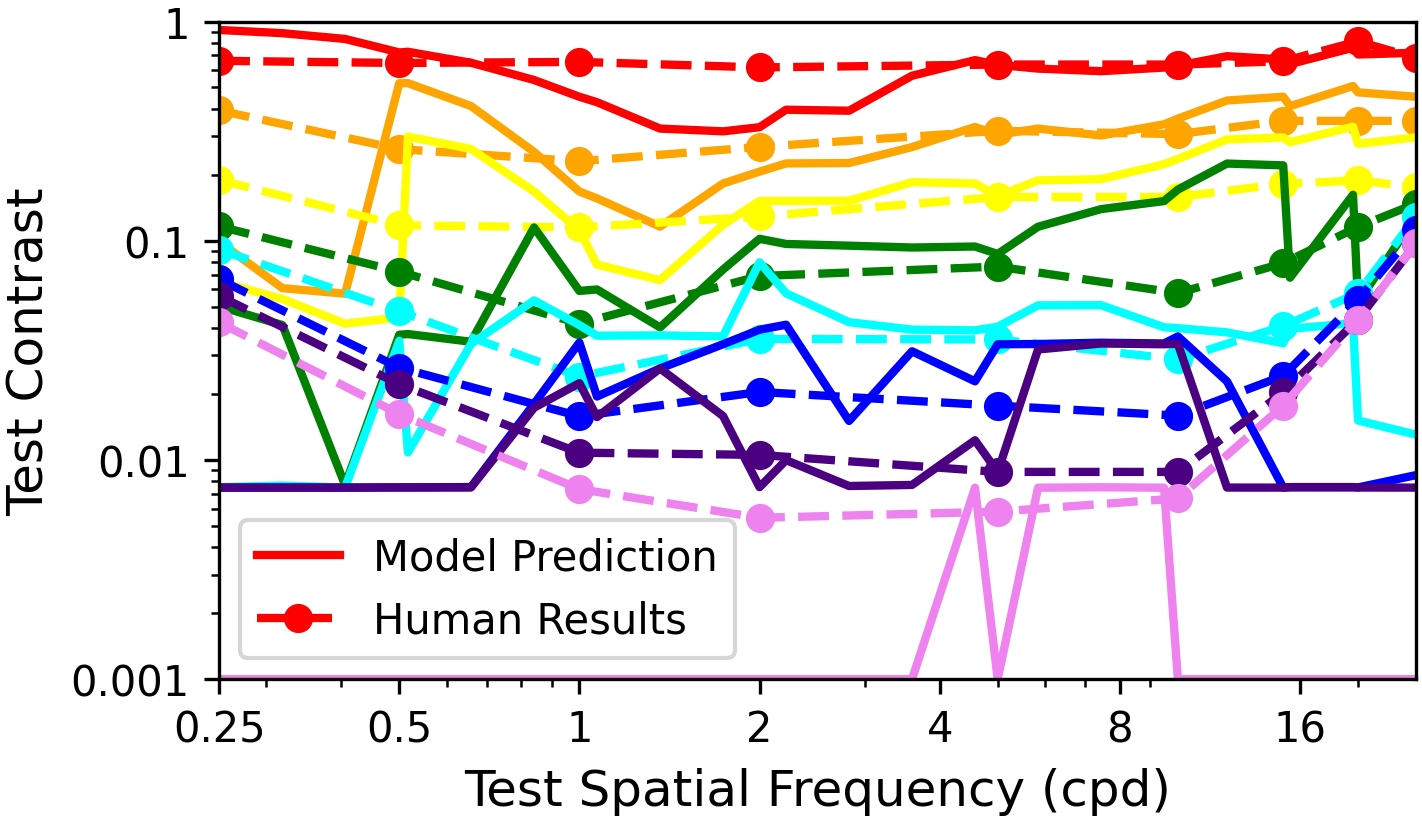 1
0.1
0.01
0.001
Test Contrast
Model Prediction
Human Results
0.25 0.5 1 2 4 8 16
Test Spatial Frequency (cpd)